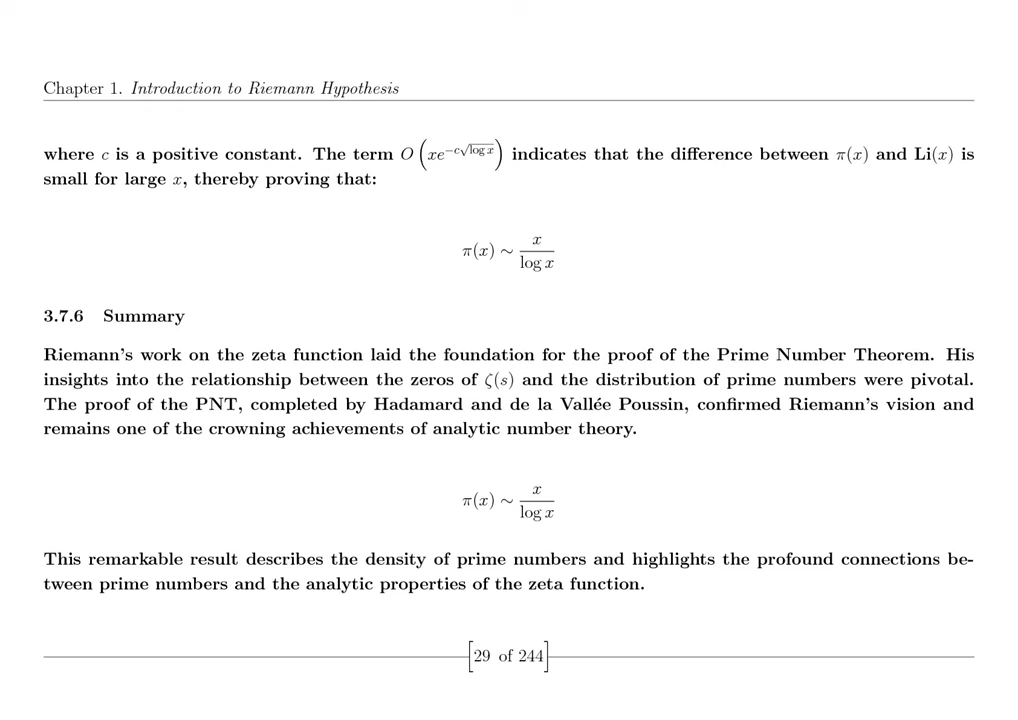 Chapter 1. Introduction to Riemann Hypothesis
where c is a positive constant. The term O(xe^{−c√log x}) indicates that the difference between π(x) and Li(x) is
small for large x, thereby proving that:
π(x) ∼ x / log x
3.7.6 Summary
Riemann's work on the zeta function laid the foundation for the proof of the Prime Number Theorem. His
insights into the relationship between the zeros of ζ(s) and the distribution of prime numbers were pivotal.
The proof of the PNT, completed by Hadamard and de la Vallée Poussin, confirmed Riemann's vision and
remains one of the crowning achievements of analytic number theory.
π(x) ∼ x / log x
This remarkable result describes the density of prime numbers and highlights the profound connections be-
tween prime numbers and the analytic properties of the zeta function.
[29 of 244]